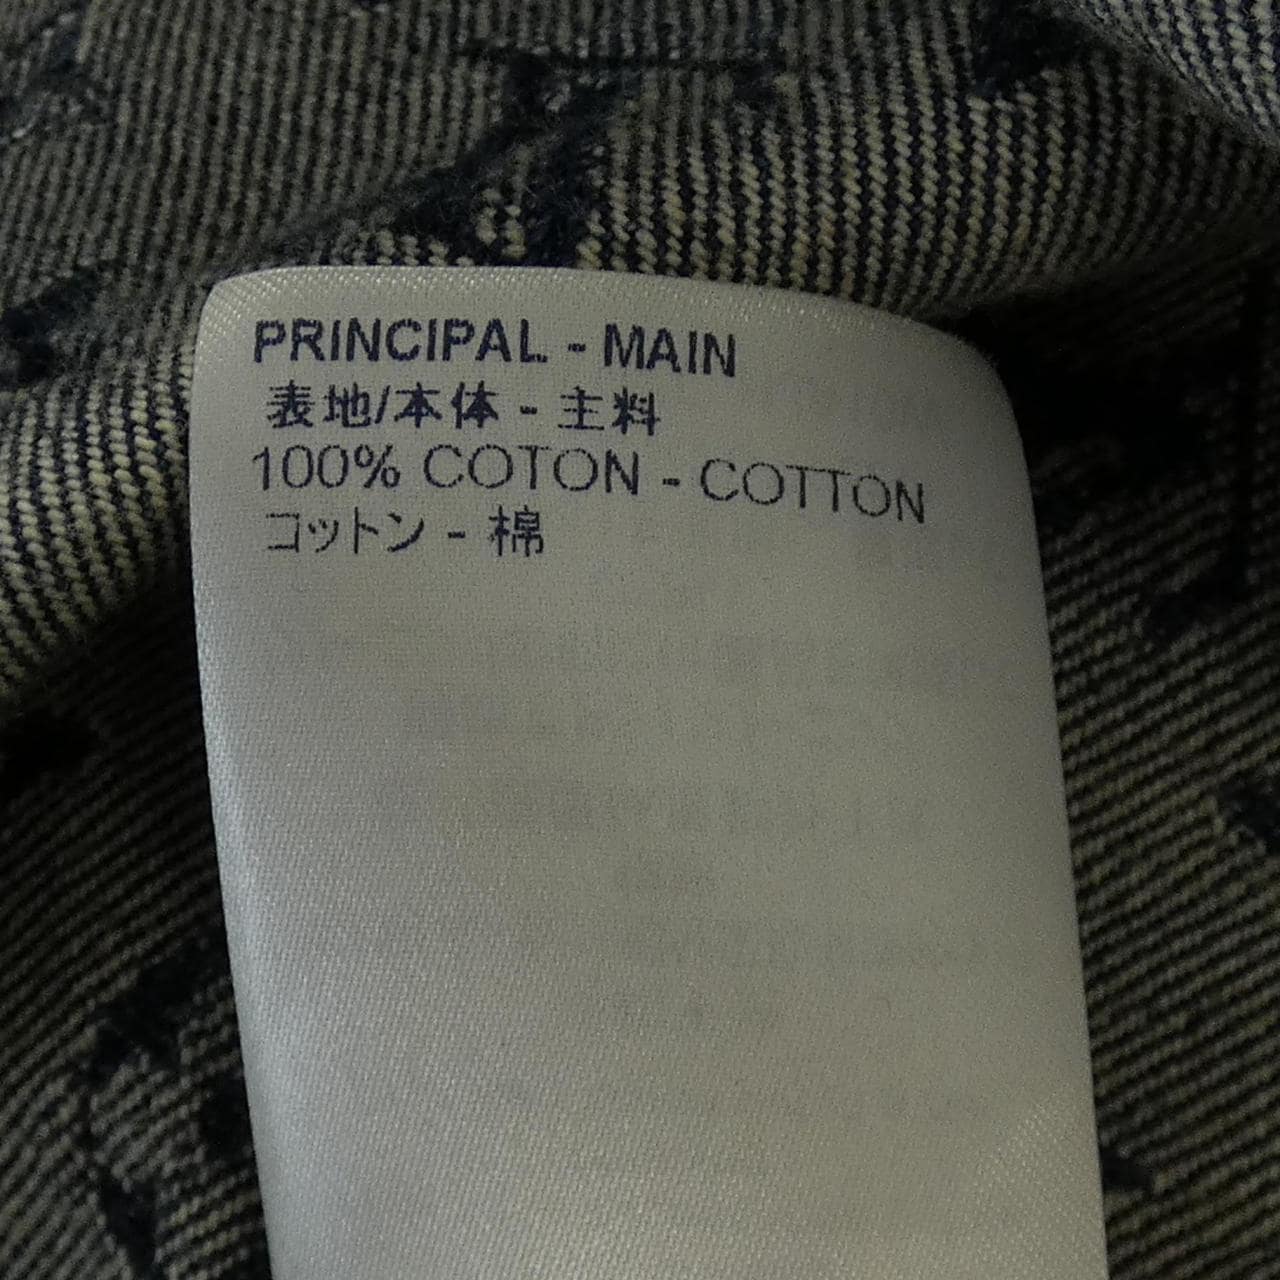 PRINCIPAL - MAIN
表地/本体 - 主料
100% COTON - COTTON
コットン - 棉